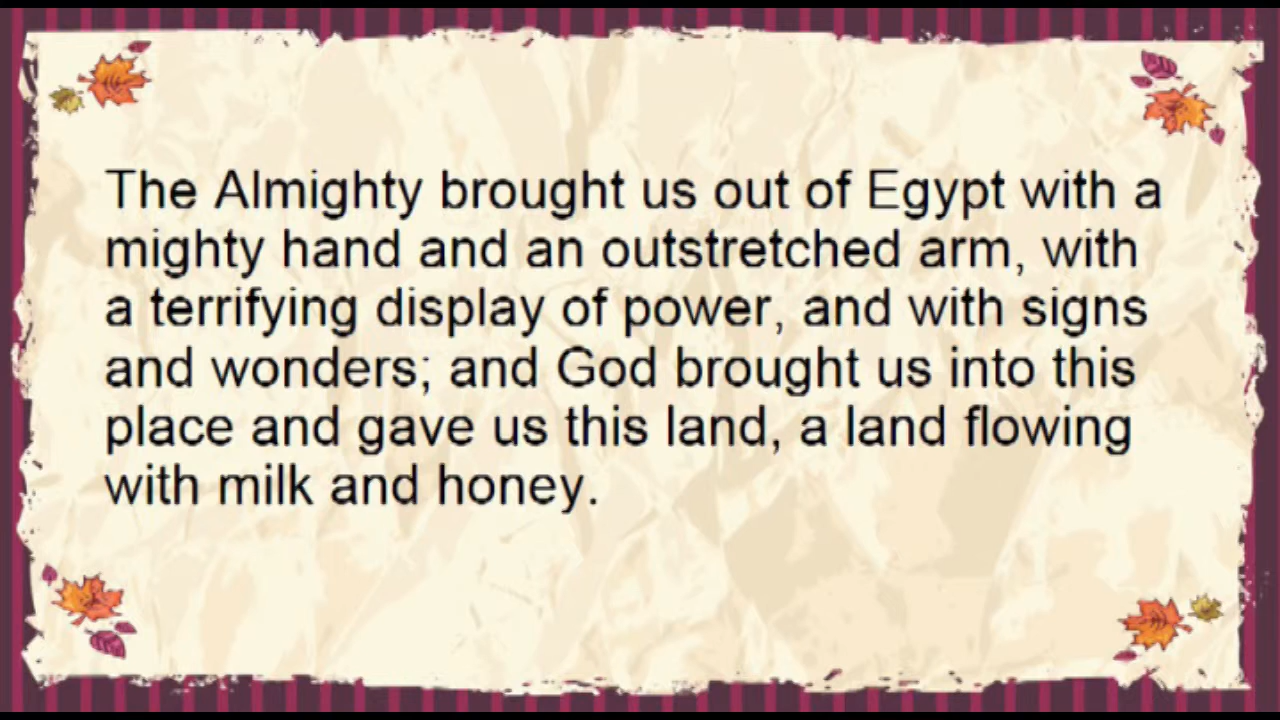 The Almighty brought us out of Egypt with a
mighty hand and an outstretched arm, with
a terrifying display of power, and with signs
and wonders; and God brought us into this
place and gave us this land, a land flowing
with milk and honey.